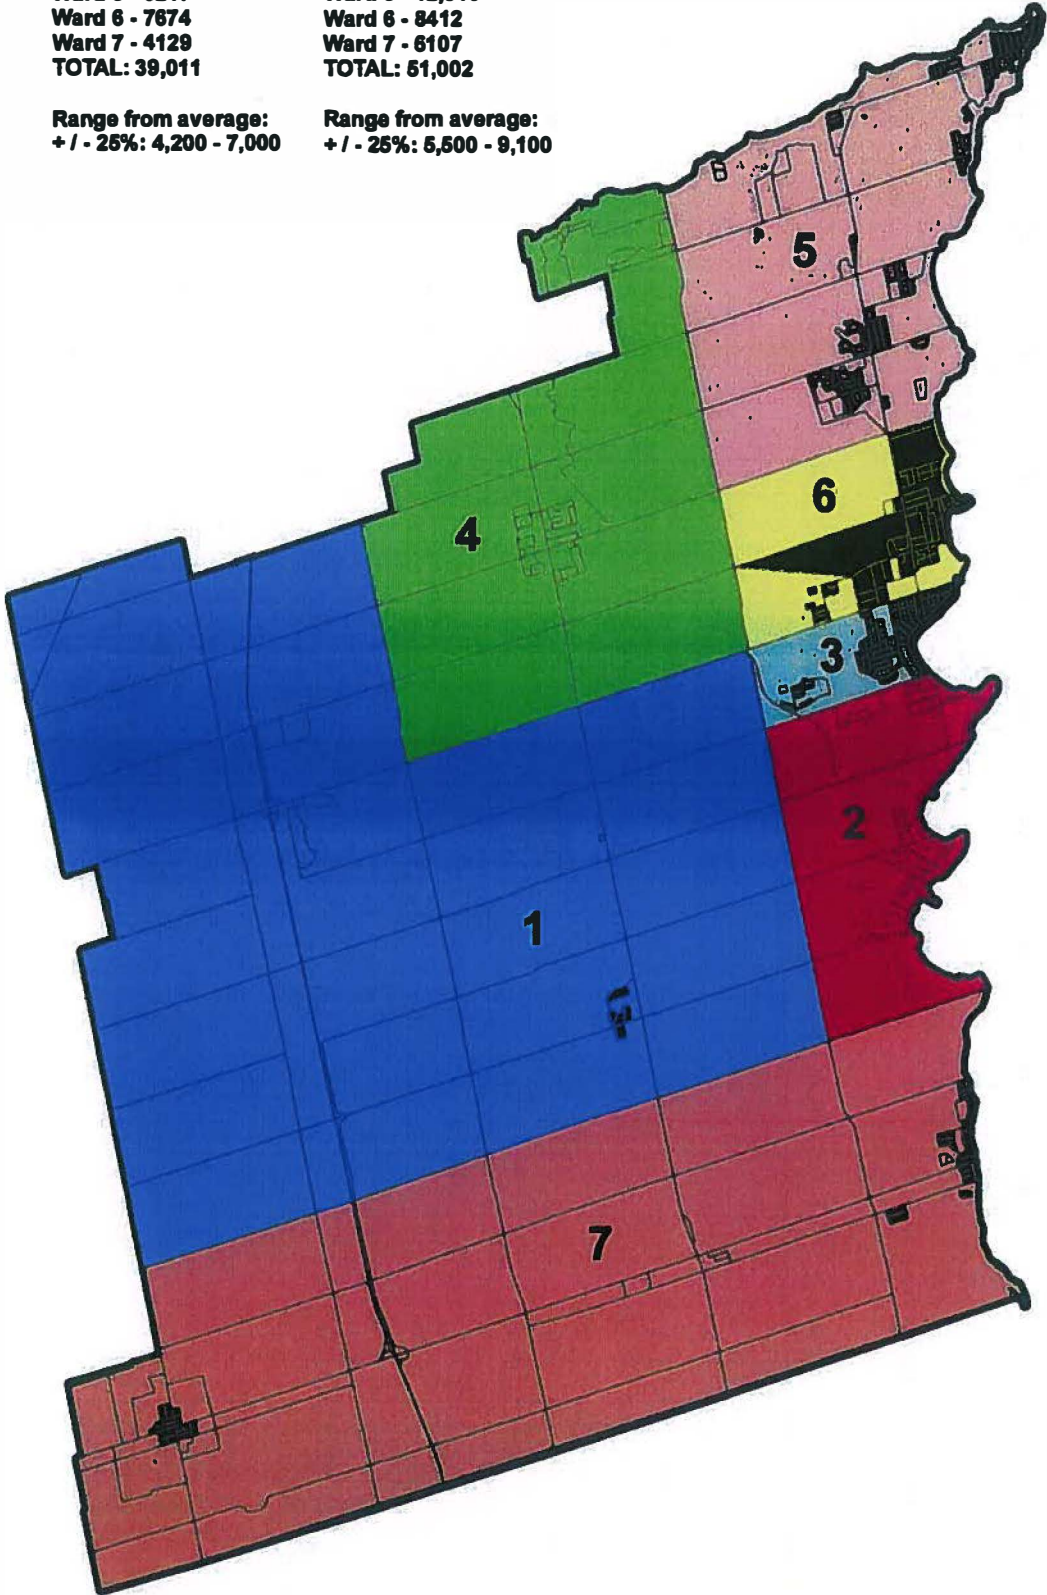 Ward 6 - 7674
Ward 7 - 4129
TOTAL: 39,011
Range from average:
+ / - 25%: 4,200 - 7,000
Ward 6 - 8412
Ward 7 - 6107
TOTAL: 51,002
Range from average:
+ / - 25%: 5,500 - 9,100
5
6
4
3
2
1
7